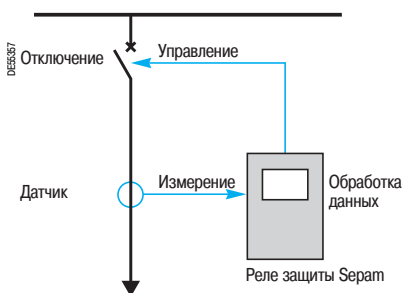 DE55357
Отключение
Управление
Датчик
Измерение
Обработка
данных
Реле защиты Sepam